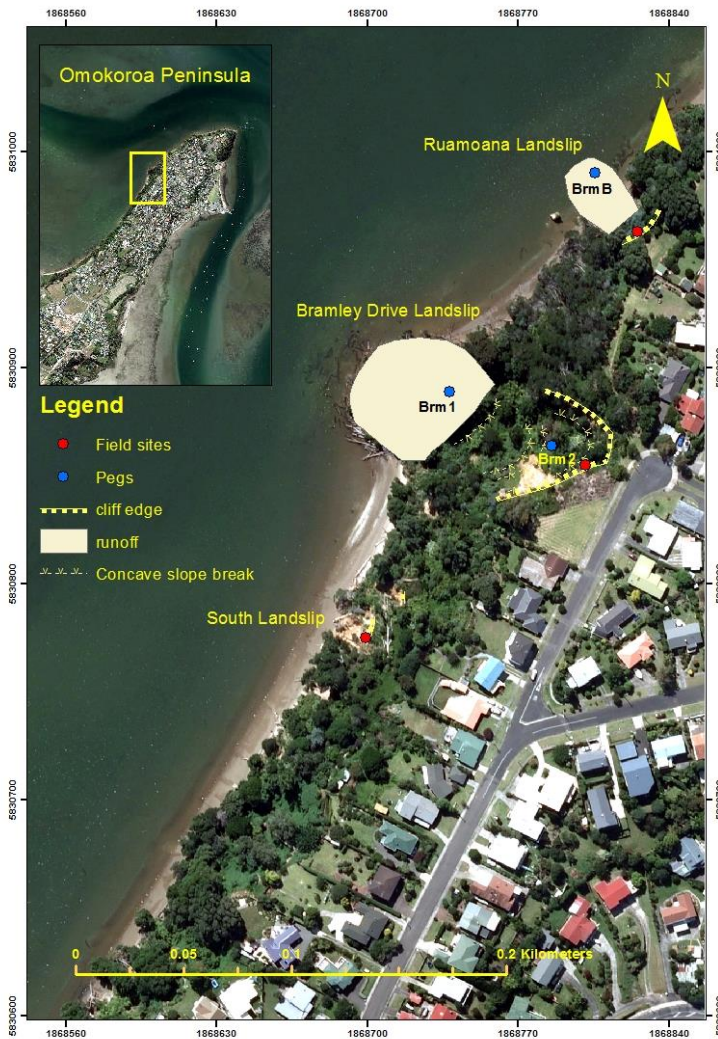 1868560 1868630 1868700 1868770 1868840
Omokoroa Peninsula
N
5831000
Ruamoana Landslip
Brm B
Bramley Drive Landslip
5830900
Brm 1
Legend
Field sites
Pegs
Brm 2
cliff edge
runoff
Concave slope break
5830800
South Landslip
5830700
0 0.05 0.1 0.2 Kilometers
5830600
1868560 1868630 1868700 1868770 1868840